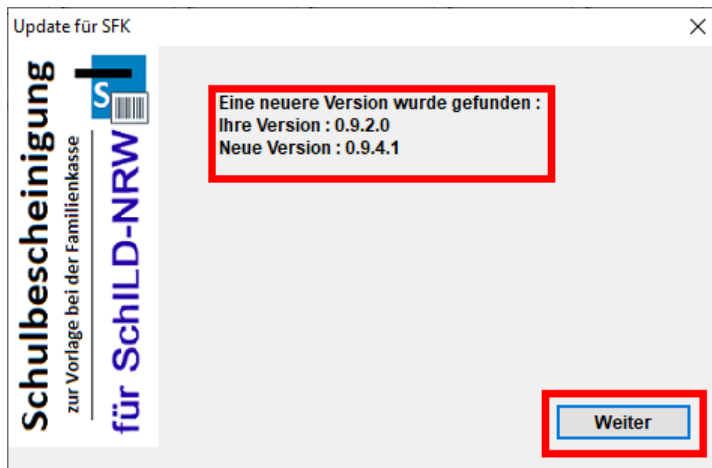 Update für SFK
Schulbescheinigung
zur Vorlage bei der Familienkasse
für SchILD-NRW
S
Eine neuere Version wurde gefunden :
Ihre Version : 0.9.2.0
Neue Version : 0.9.4.1
Weiter